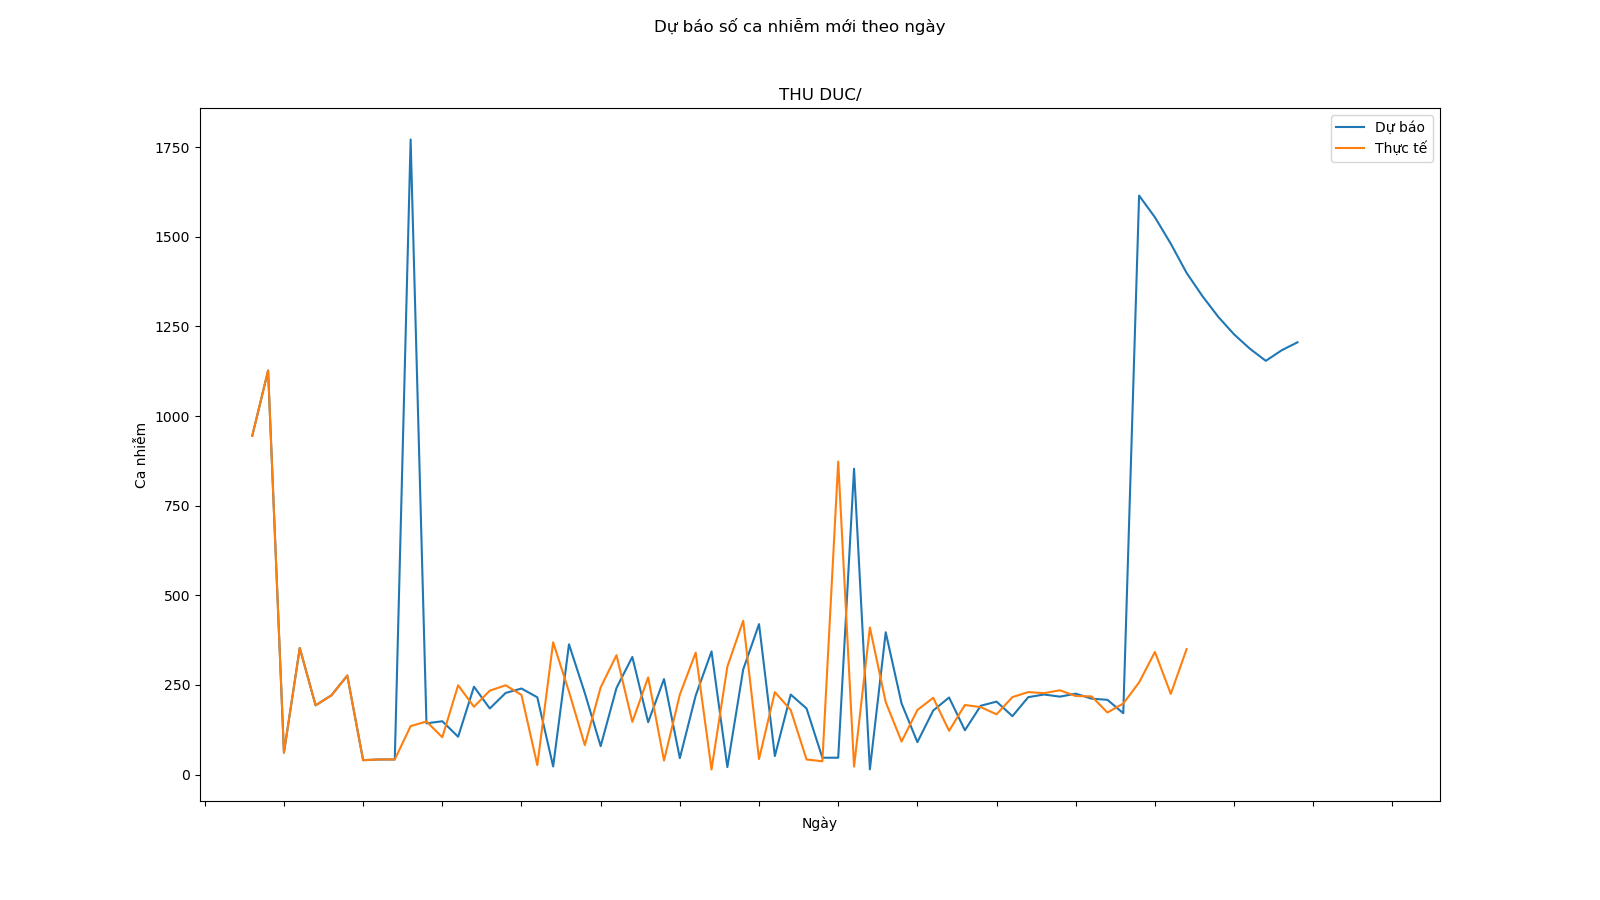 Dự báo số ca nhiễm mới theo ngày
THU DUC/
Dự báo
Thực tế
1750
1500
1250
1000
750
500
250
0
Ca nhiễm
Ngày